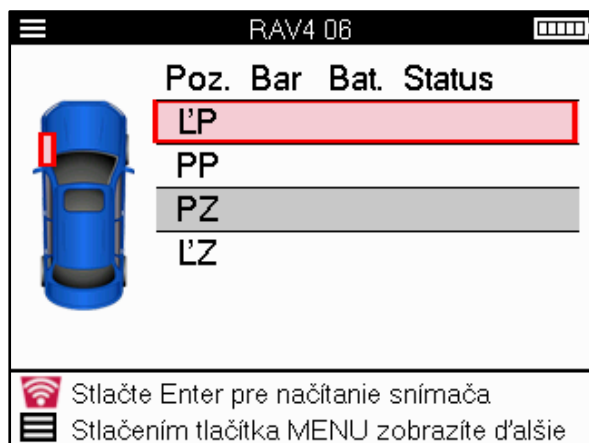 RAV4 06
Poz. Bar Bat. Status
ĽP
PP
PZ
ĽZ
Stlačte Enter pre načítanie snímača
Stlačením tlačítka MENU zobrazíte ďalšie